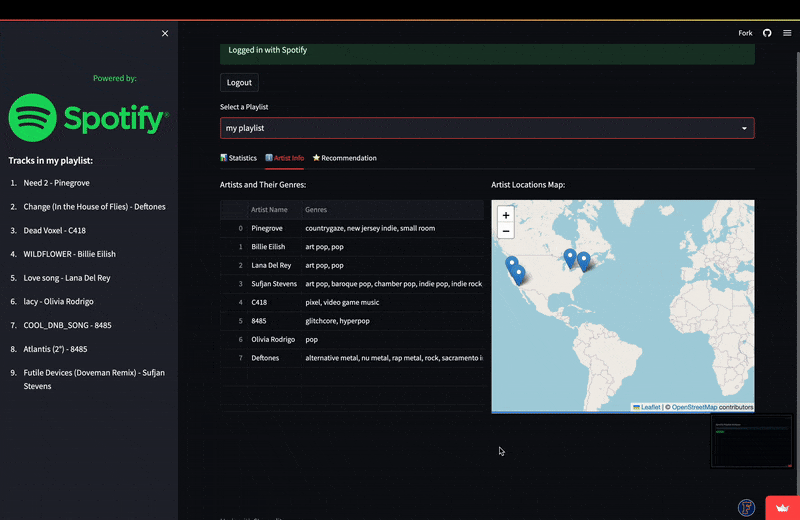 Fork
Powered by:
Spotify®
Tracks in my playlist:
1. Need 2 - Pinegrove
2. Change (In the House of Flies) - Deftones
3. Dead Voxel - C418
4. WILDFLOWER - Billie Eilish
5. Love song - Lana Del Rey
6. lacy - Olivia Rodrigo
7. COOL_DNB_SONG - 8485
8. Atlantis (2°) - 8485
9. Futile Devices (Doveman Remix) - Sufjan
Stevens
Logged in with Spotify
Logout
Select a Playlist
my playlist
Statistics Artist Info Recommendation
Artists and Their Genres:
Artist Name Genres
0 Pinegrove countrygaze, new jersey indie, small room
1 Billie Eilish art pop, pop
2 Lana Del Rey art pop, pop
3 Sufjan Stevens art pop, baroque pop, chamber pop, indie pop, indie rock
4 C418 pixel, video game music
5 8485 glitchcore, hyperpop
6 Olivia Rodrigo pop
7 Deftones alternative metal, nu metal, rap metal, rock, sacramento i
Artist Locations Map:
+
−
Leaflet | © OpenStreetMap contributors